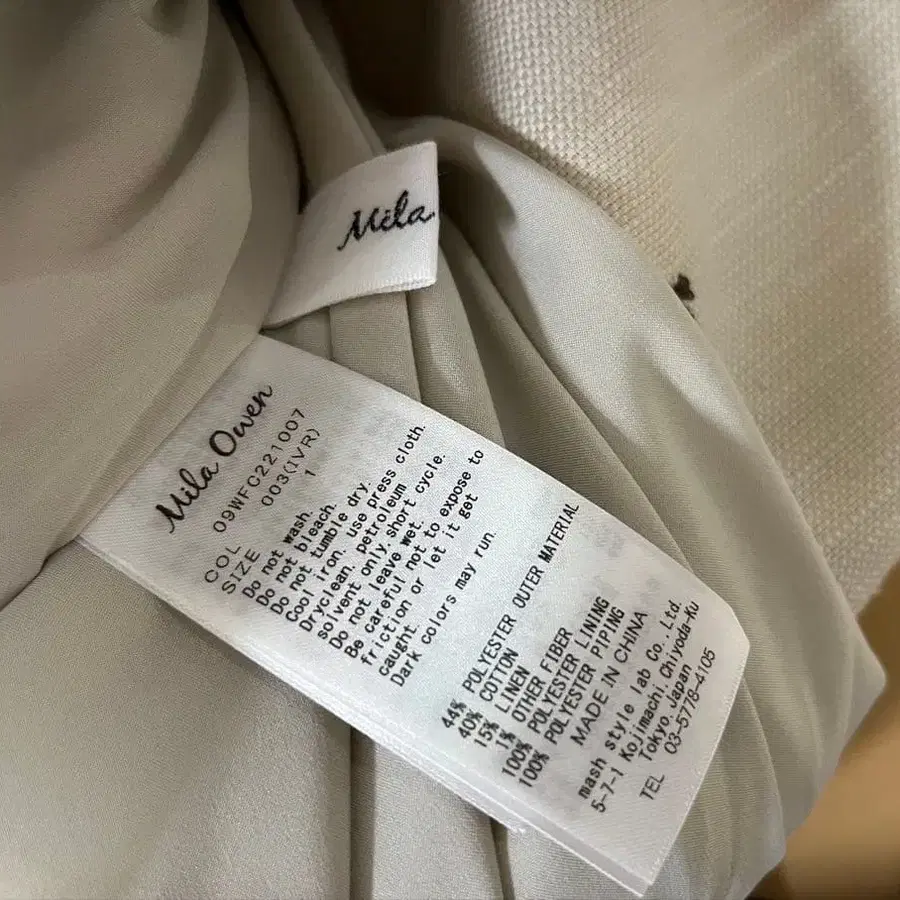 Mila
Mila Owen
09WFC221007
COL 003(IVR)
SIZE 1
Do not wash.
Do not bleach.
Do not tumble dry.
Cool iron. use press cloth.
Dryclean. petroleum
solvent only. short cycle.
Do not leave wet.
Be careful not to expose to
friction or let it get
caught.
Dark colors may run.
44% POLYESTER OUTER MATERIAL
40% COTTON
15% LINEN
1% OTHER FIBER
100% POLYESTER LINING
100% POLYESTER PIPING
MADE IN CHINA
mash style lab Co., Ltd.
5-7-1 Kojimachi, Chiyoda-Ku
Tokyo, Japan
TEL 03-5778-4105